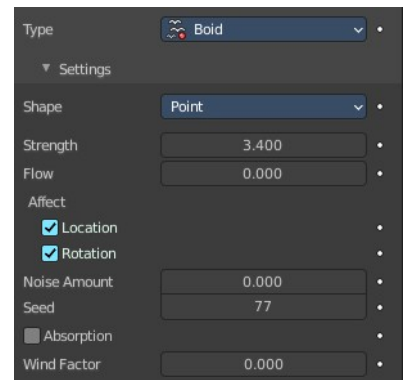 Type Boid
Settings
Shape Point
Strength 3.400
Flow 0.000
Affect
Location
Rotation
Noise Amount 0.000
Seed 77
Absorption
Wind Factor 0.000